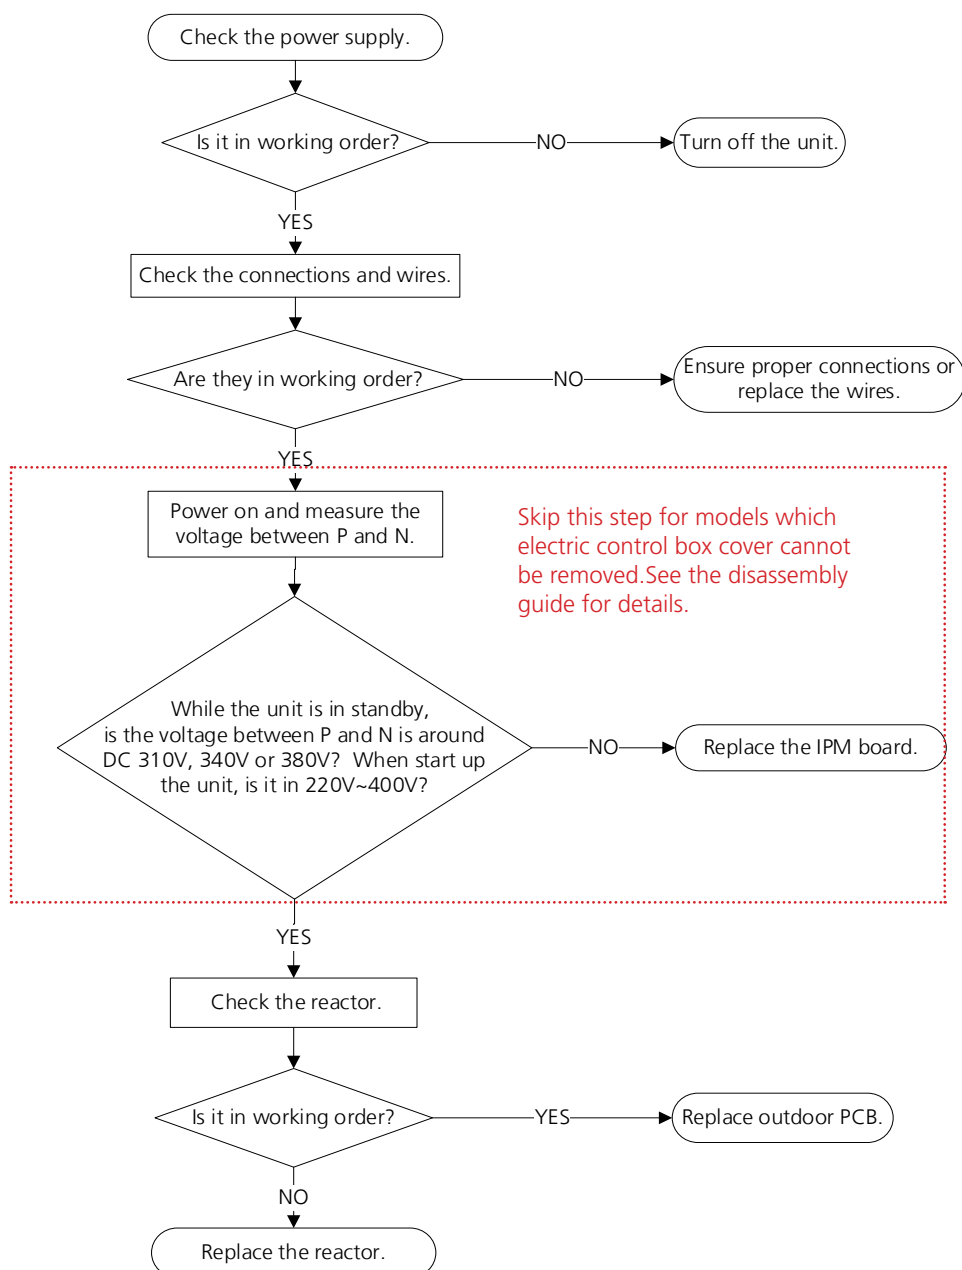 Check the power supply.
Is it in working order?
NO
Turn off the unit.
YES
Check the connections and wires.
Are they in working order?
NO
Ensure proper connections or
replace the wires.
YES
Power on and measure the
voltage between P and N.
Skip this step for models which
electric control box cover cannot
be removed.See the disassembly
guide for details.
While the unit is in standby,
is the voltage between P and N is around
DC 310V, 340V or 380V? When start up
the unit, is it in 220V~400V?
NO
Replace the IPM board.
YES
Check the reactor.
Is it in working order?
YES
Replace outdoor PCB.
NO
Replace the reactor.